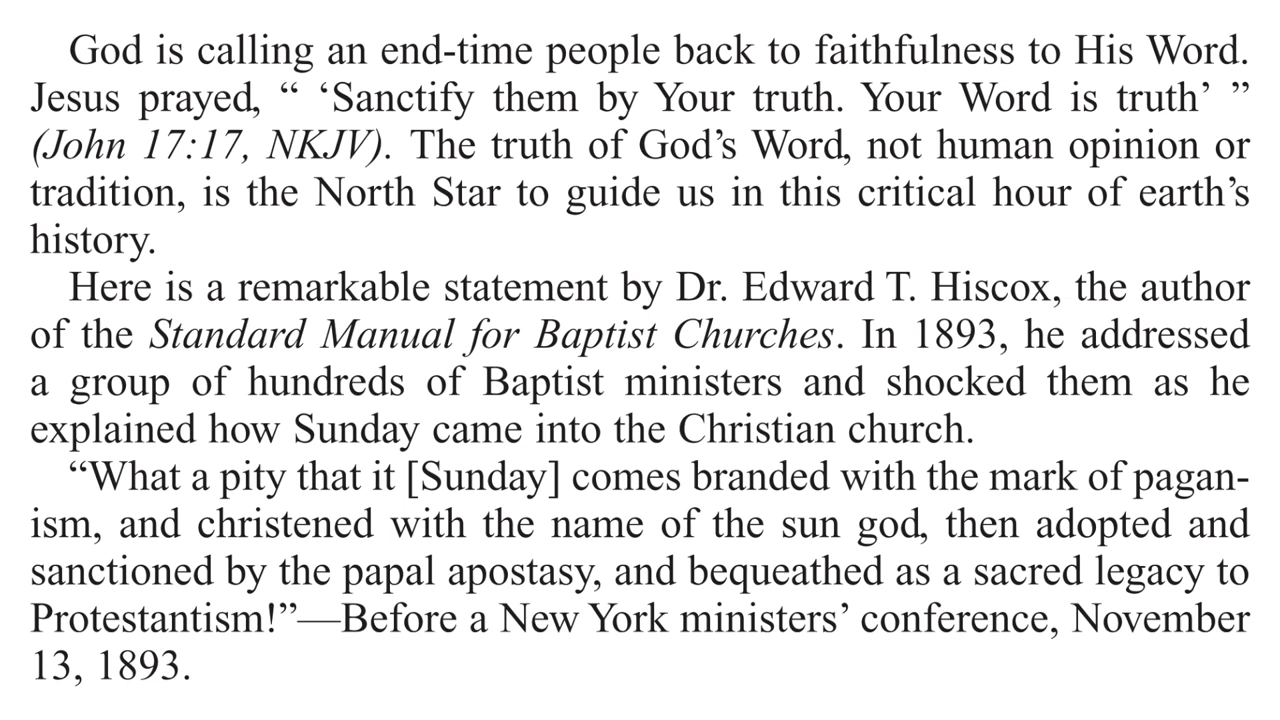 God is calling an end-time people back to faithfulness to His Word.
Jesus prayed, “ ‘Sanctify them by Your truth. Your Word is truth’ ”
(John 17:17, NKJV). The truth of God’s Word, not human opinion or
tradition, is the North Star to guide us in this critical hour of earth’s
history.
Here is a remarkable statement by Dr. Edward T. Hiscox, the author
of the Standard Manual for Baptist Churches. In 1893, he addressed
a group of hundreds of Baptist ministers and shocked them as he
explained how Sunday came into the Christian church.
“What a pity that it [Sunday] comes branded with the mark of pagan-
ism, and christened with the name of the sun god, then adopted and
sanctioned by the papal apostasy, and bequeathed as a sacred legacy to
Protestantism!”—Before a New York ministers’ conference, November
13, 1893.